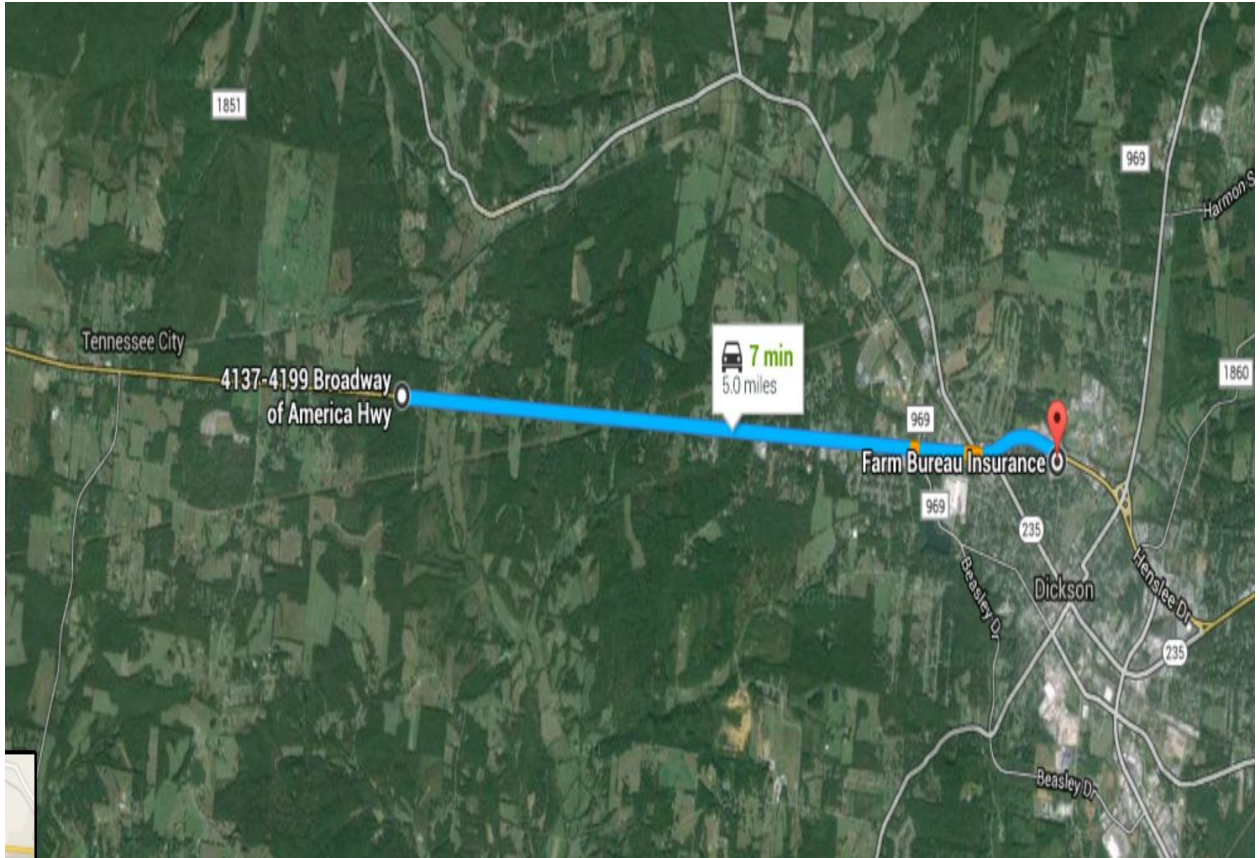 1851
969
Harmon S
Tennessee City
4137-4199 Broadway
of America Hwy
7 min
5.0 miles
1860
969
Farm Bureau Insurance
969
235
Beasley Dr
Henslee Dr
Dickson
235
Beasley Dr